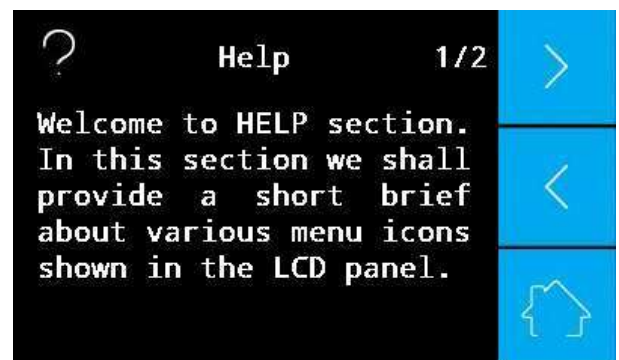 ? Help 1/2
Welcome to HELP section.
In this section we shall
provide a short brief
about various menu icons
shown in the LCD panel.